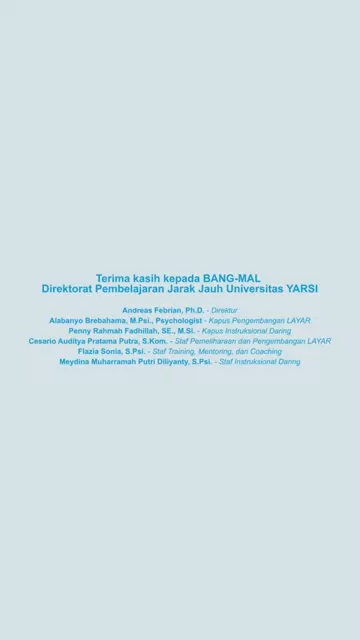 Terima kasih kepada BANG-MAL
Direktorat Pembelajaran Jarak Jauh Universitas YARSI
Andreas Febrian, Ph.D. - Direktur
Alabanyo Brebahama, M.Psi., Psychologist - Kapus Pengembangan LAYAR
Penny Rahmah Fadhillah, SE., M.SI. - Kapus Instruksional Daring
Cesario Auditya Pratama Putra, S.Kom. - Staf Pemeliharaan dan Pengembangan LAYAR
Flazia Sonia, S.Psi. - Staf Training, Mentoring, dan Coaching
Meydina Muharramah Putri Diliyanty, S.Psi. - Staf Instruksional Daring